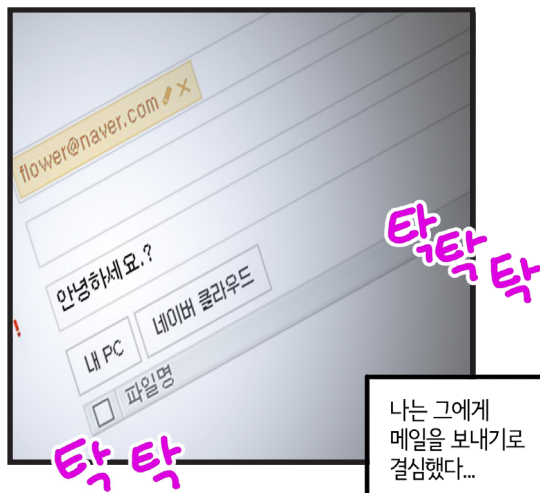 flower@naver.com
안녕하세요.?
!
내 PC
네이버 클라우드
파일명
탁
탁
탁
탁 탁
나는 그에게
메일을 보내기로
결심했다...